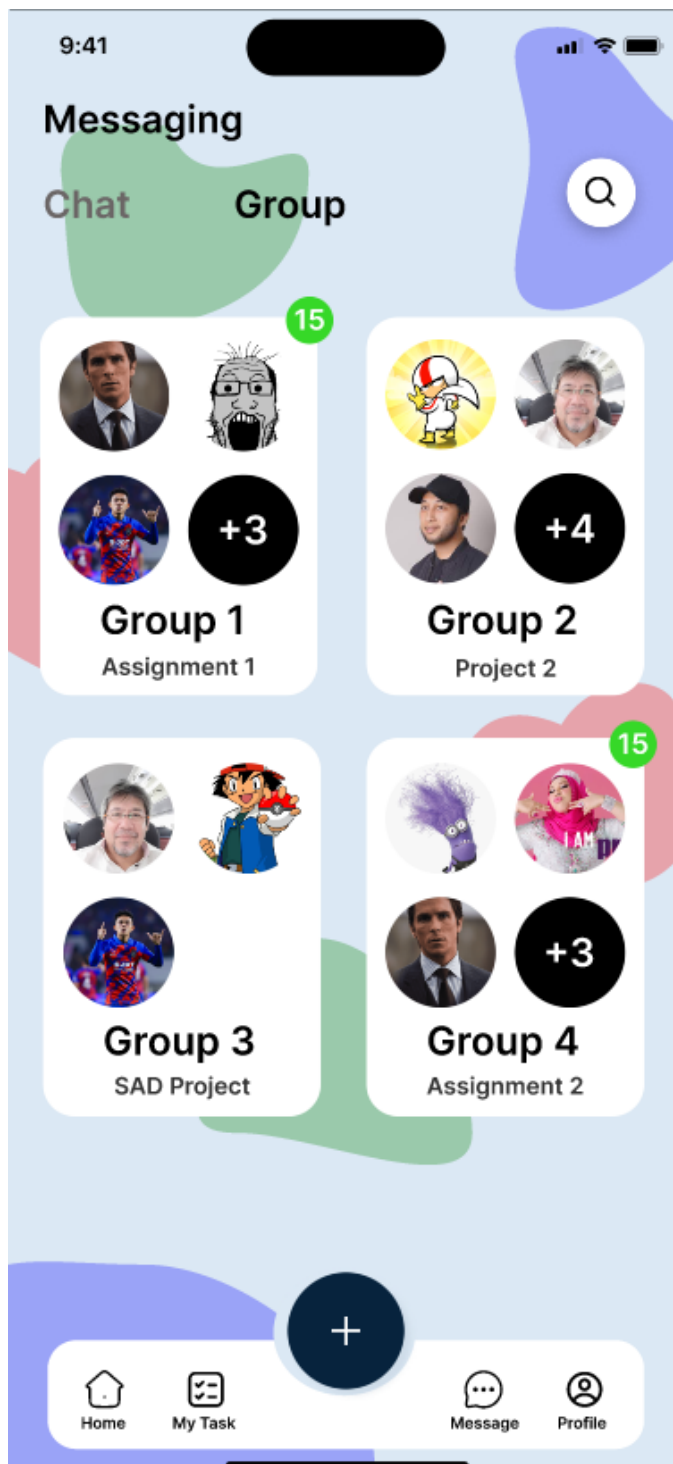 9:41
Messaging
Chat Group
15
+3
Group 1
Assignment 1
+4
Group 2
Project 2
Group 3
SAD Project
15
I AM
+3
Group 4
Assignment 2
+
Home
My Task
Message
Profile